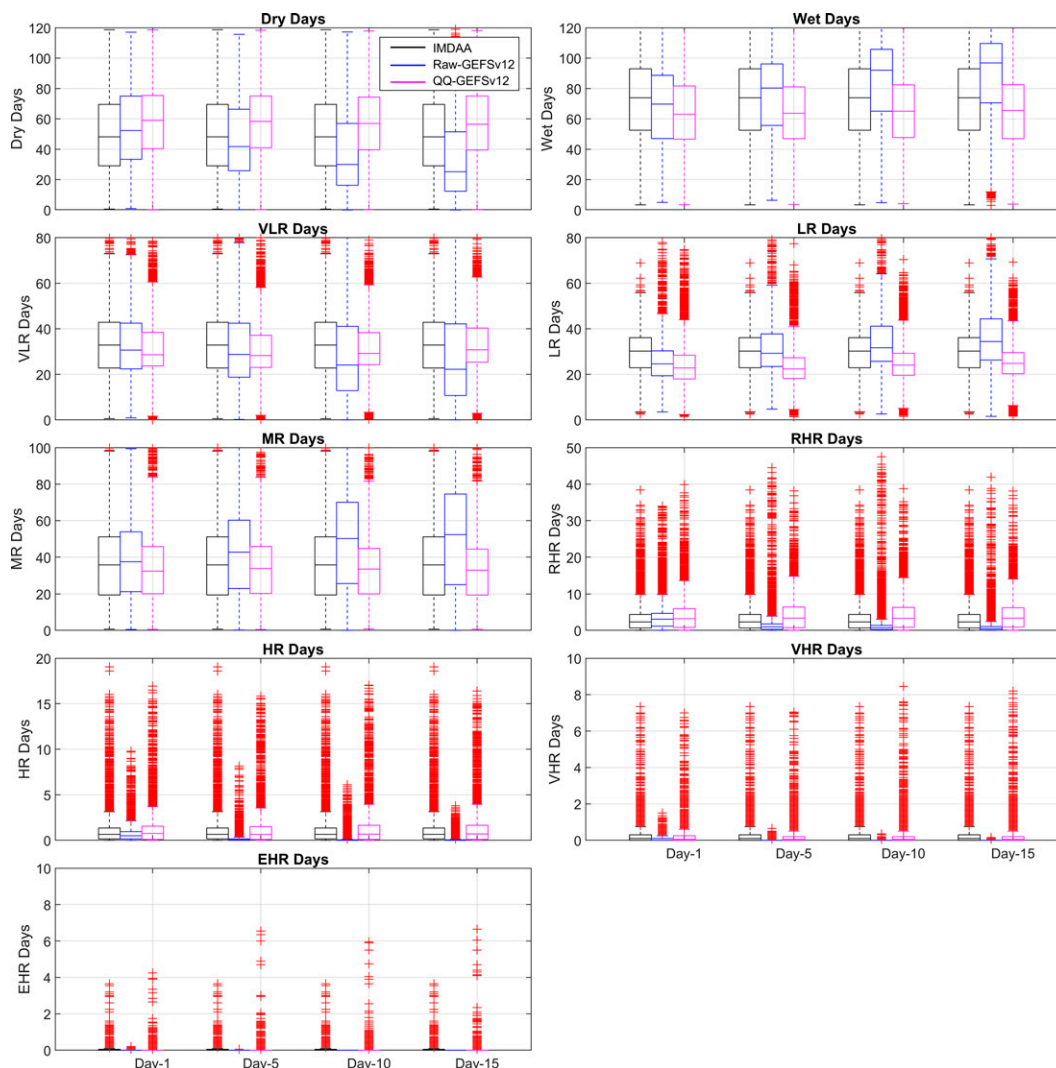 Dry Days
Wet Days
120
100
80
60
40
20
0
Dry Days
IMDAA
Raw-GEFSv12
QQ-GEFSv12
120
100
80
60
40
20
0
Wet Days
VLR Days
LR Days
80
60
40
20
0
VLR Days
80
60
40
20
0
LR Days
MR Days
RHR Days
100
80
60
40
20
0
MR Days
50
40
30
20
10
0
RHR Days
HR Days
VHR Days
20
15
10
5
0
HR Days
10
8
6
4
2
0
VHR Days
Day-1 Day-5 Day-10 Day-15
EHR Days
10
8
6
4
2
0
EHR Days
Day-1 Day-5 Day-10 Day-15